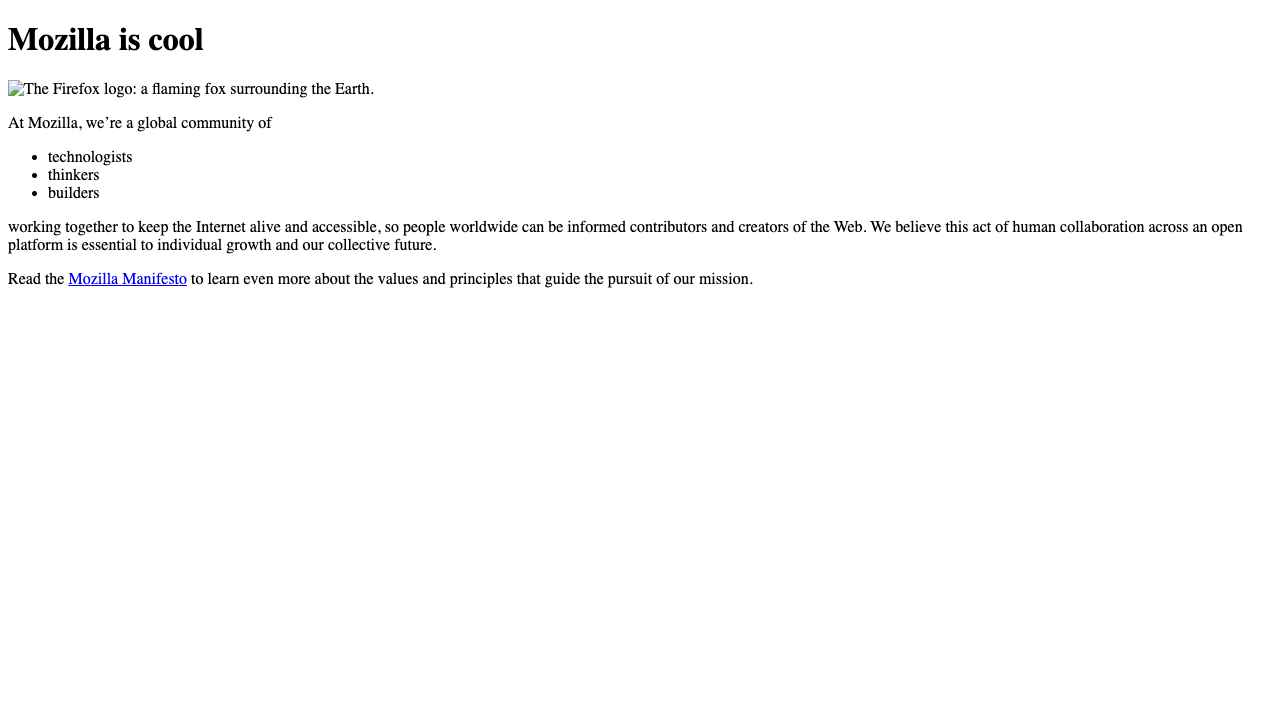 Mozilla is cool
The Firefox logo: a flaming fox surrounding the Earth.
At Mozilla, we’re a global community of
• technologists
• thinkers
• builders
working together to keep the Internet alive and accessible, so people worldwide can be informed contributors and creators of the Web. We believe this act of human collaboration across an open
platform is essential to individual growth and our collective future.
Read the Mozilla Manifesto to learn even more about the values and principles that guide the pursuit of our mission.